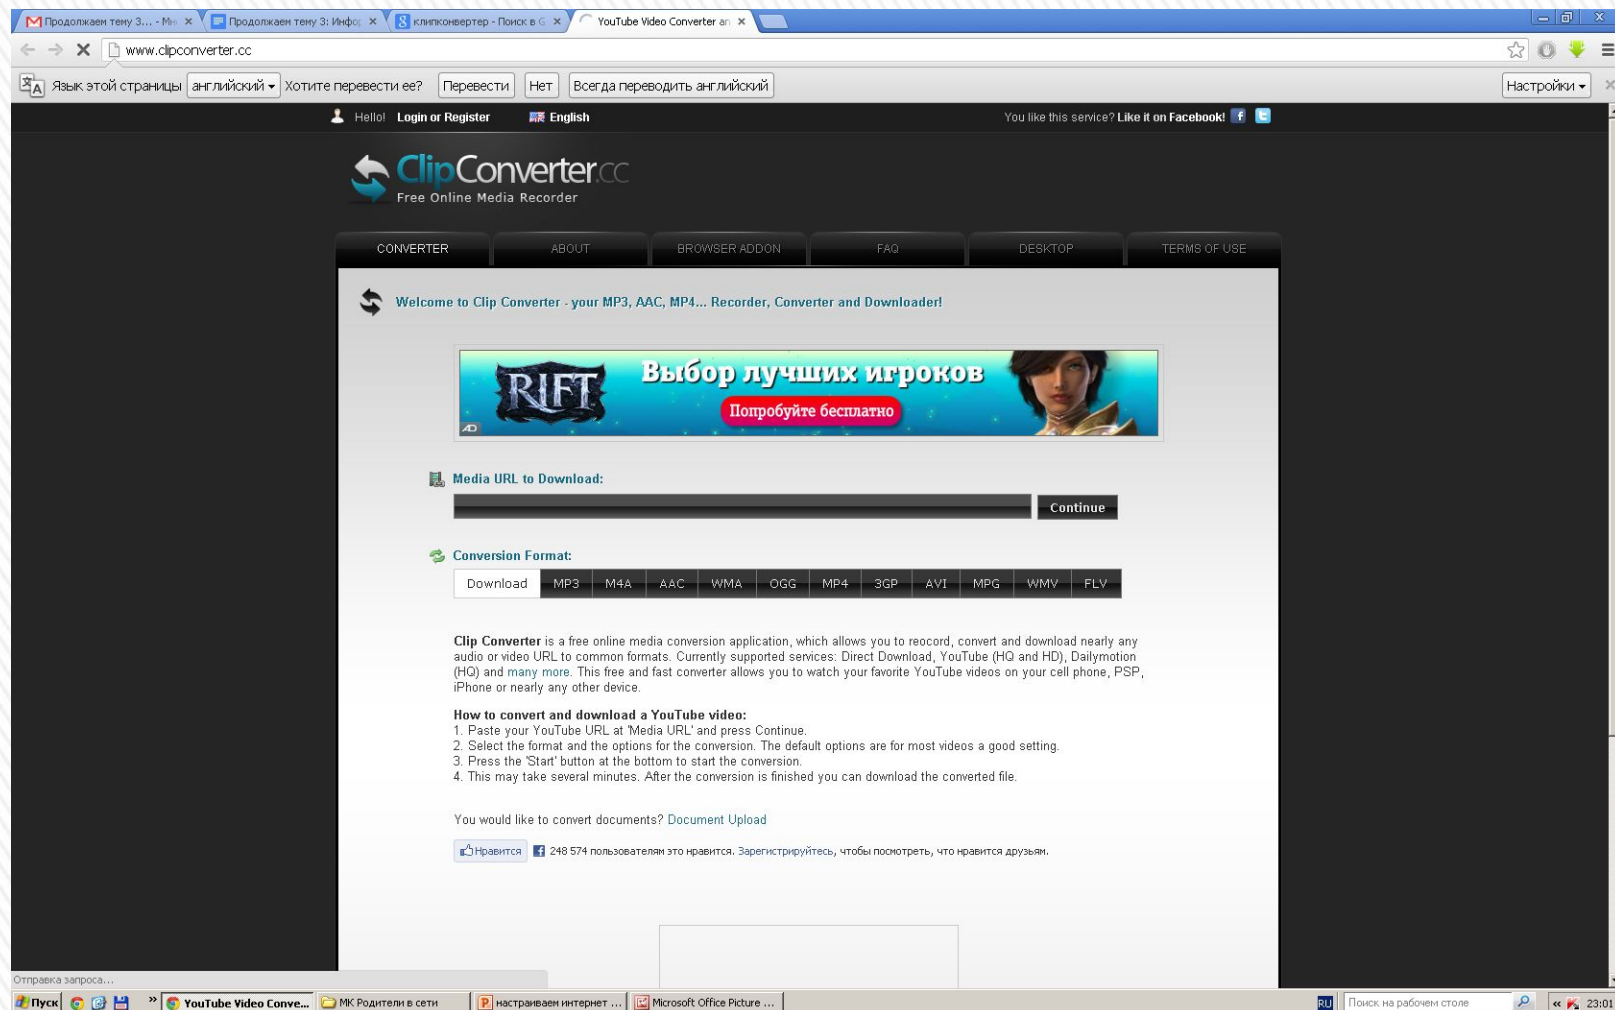 Продолжаем тему 3... - Mн
Продолжаем тему 3: Инфор
клипконвертер - Поиск в G
YouTube Video Converter an
www.clipconverter.cc
Язык этой страницы английский Хотите перевести ее? Перевести Нет Всегда переводить английский Настройки
Hello! Login or Register English You like this service? Like it on Facebook!
ClipConverter.cc
Free Online Media Recorder
CONVERTER ABOUT BROWSER ADDON FAQ DESKTOP TERMS OF USE
Welcome to Clip Converter - your MP3, AAC, MP4... Recorder, Converter and Downloader!
RIFT
Выбор лучших игроков
Попробуйте бесплатно
AD
Media URL to Download:
Continue
Conversion Format:
Download MP3 M4A AAC WMA OGG MP4 3GP AVI MPG WMV FLV
Clip Converter is a free online media conversion application, which allows you to reocord, convert and download nearly any
audio or video URL to common formats. Currently supported services: Direct Download, YouTube (HQ and HD), Dailymotion
(HQ) and many more. This free and fast converter allows you to watch your favorite YouTube videos on your cell phone, PSP,
iPhone or nearly any other device.
How to convert and download a YouTube video:
1. Paste your YouTube URL at 'Media URL' and press Continue.
2. Select the format and the options for the conversion. The default options are for most videos a good setting.
3. Press the 'Start' button at the bottom to start the conversion.
4. This may take several minutes. After the conversion is finished you can download the converted file.
You would like to convert documents? Document Upload
Нравится 248 574 пользователям это нравится. Зарегистрируйтесь, чтобы посмотреть, что нравится друзьям.
Отправка запроса...
Пуск » YouTube Video Conve... МК Родители в сети настраиваем интернет ... Microsoft Office Picture ... RU Поиск на рабочем столе « 23:01